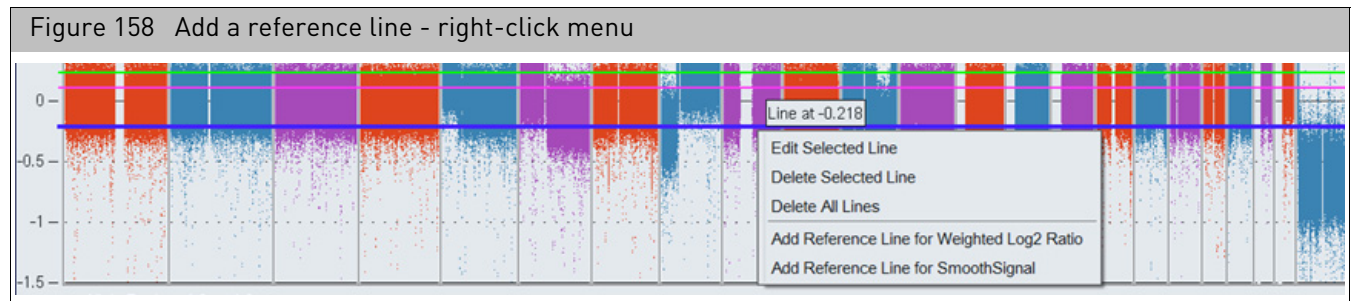 Figure 158 Add a reference line - right-click menu
0
Line at -0.218
Edit Selected Line
-0.5
Delete Selected Line
Delete All Lines
-1
Add Reference Line for Weighted Log2 Ratio
Add Reference Line for SmoothSignal
-1.5